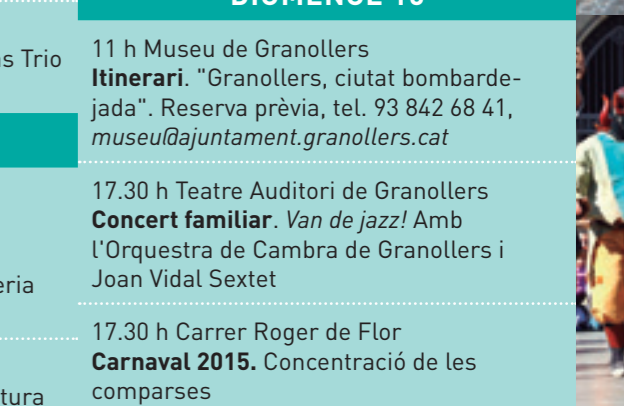 s Trio
eria
tura
11 h Museu de Granollers
Itinerari. "Granollers, ciutat bombarde-
jada". Reserva prèvia, tel. 93 842 68 41,
museu@ajuntament.granollers.cat
17.30 h Teatre Auditori de Granollers
Concert familiar. Van de jazz! Amb
l'Orquestra de Cambra de Granollers i
Joan Vidal Sextet
17.30 h Carrer Roger de Flor
Carnaval 2015. Concentració de les
comparses